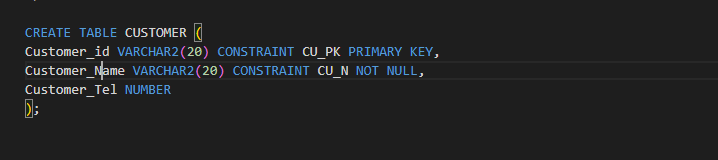 CREATE TABLE CUSTOMER (
Customer_id VARCHAR2(20) CONSTRAINT CU_PK PRIMARY KEY,
Customer_Name VARCHAR2(20) CONSTRAINT CU_N NOT NULL,
Customer_Tel NUMBER
);